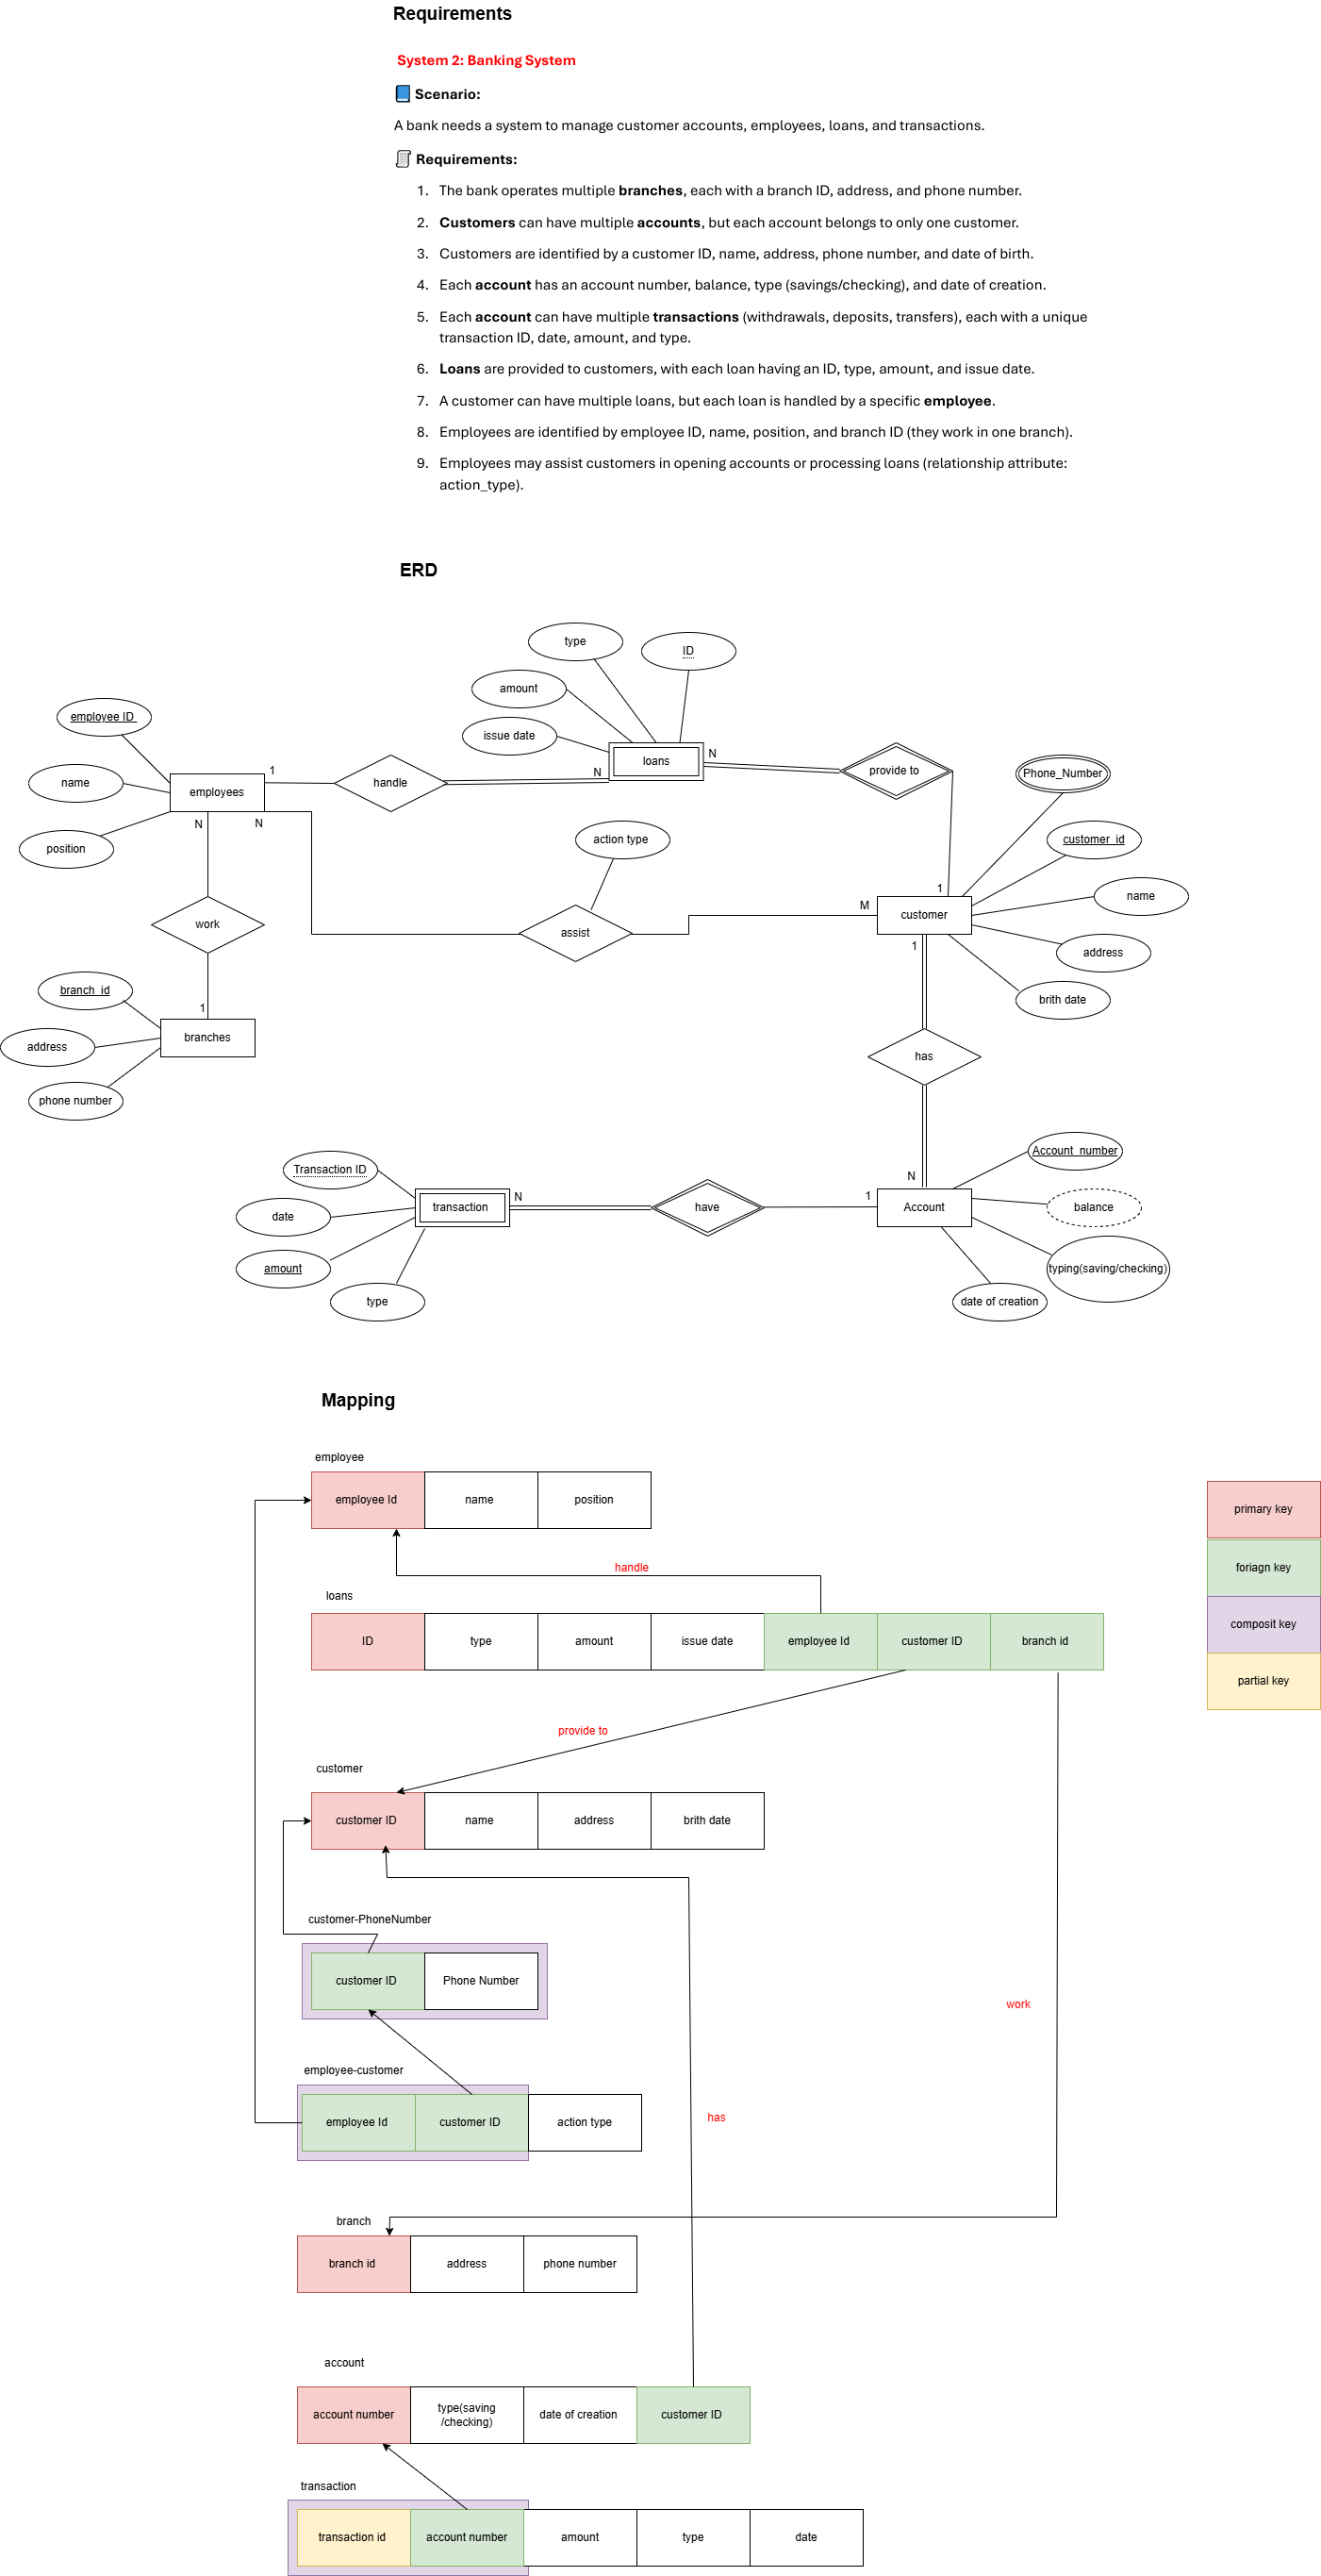 Requirements
System 2: Banking System
Scenario:
A bank needs a system to manage customer accounts, employees, loans, and transactions.
Requirements:
1. The bank operates multiple branches, each with a branch ID, address, and phone number.
2. Customers can have multiple accounts, but each account belongs to only one customer.
3. Customers are identified by a customer ID, name, address, phone number, and date of birth.
4. Each account has an account number, balance, type (savings/checking), and date of creation.
5. Each account can have multiple transactions (withdrawals, deposits, transfers), each with a unique
transaction ID, date, amount, and type.
6. Loans are provided to customers, with each loan having an ID, type, amount, and issue date.
7. A customer can have multiple loans, but each loan is handled by a specific employee.
8. Employees are identified by employee ID, name, position, and branch ID (they work in one branch).
9. Employees may assist customers in opening accounts or processing loans (relationship attribute:
action_type).
ERD
type
ID
amount
issue date
employee ID
name
position
employees
1
handle
N
loans
N
provide to
Phone_Number
customer_id
name
address
brith date
N
N
action type
1
M
customer
assist
work
1
branch_id
1
address
branches
phone number
has
Transaction ID
date
amount
type
transaction
N
have
1
N
Account
Account_number
balance
typing(saving/checking)
date of creation
Mapping
employee
employee Id
name
position
primary key
foriagn key
composit key
partial key
handle
loans
ID
type
amount
issue date
employee Id
customer ID
branch id
provide to
customer
customer ID
name
address
brith date
customer-PhoneNumber
customer ID
Phone Number
work
employee-customer
employee Id
customer ID
action type
has
branch
branch id
address
phone number
account
account number
type(saving
/checking)
date of creation
customer ID
transaction
transaction id
account number
amount
type
date